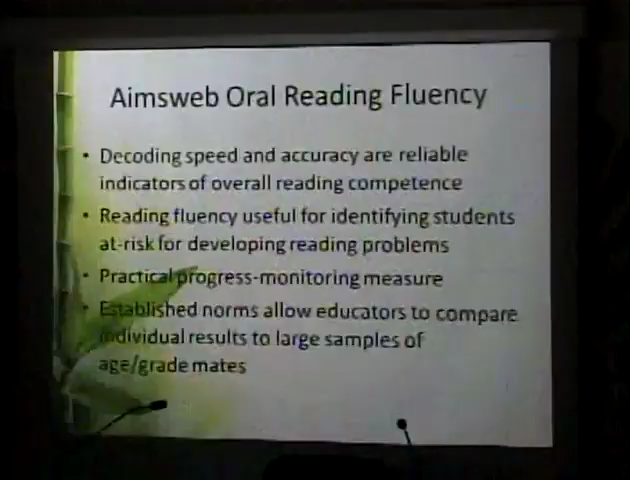 Aimsweb Oral Reading Fluency
• Decoding speed and accuracy are reliable
indicators of overall reading competence
• Reading fluency useful for identifying students
at-risk for developing reading problems
• Practical progress-monitoring measure
• Established norms allow educators to compare
individual results to large samples of
age/grade mates